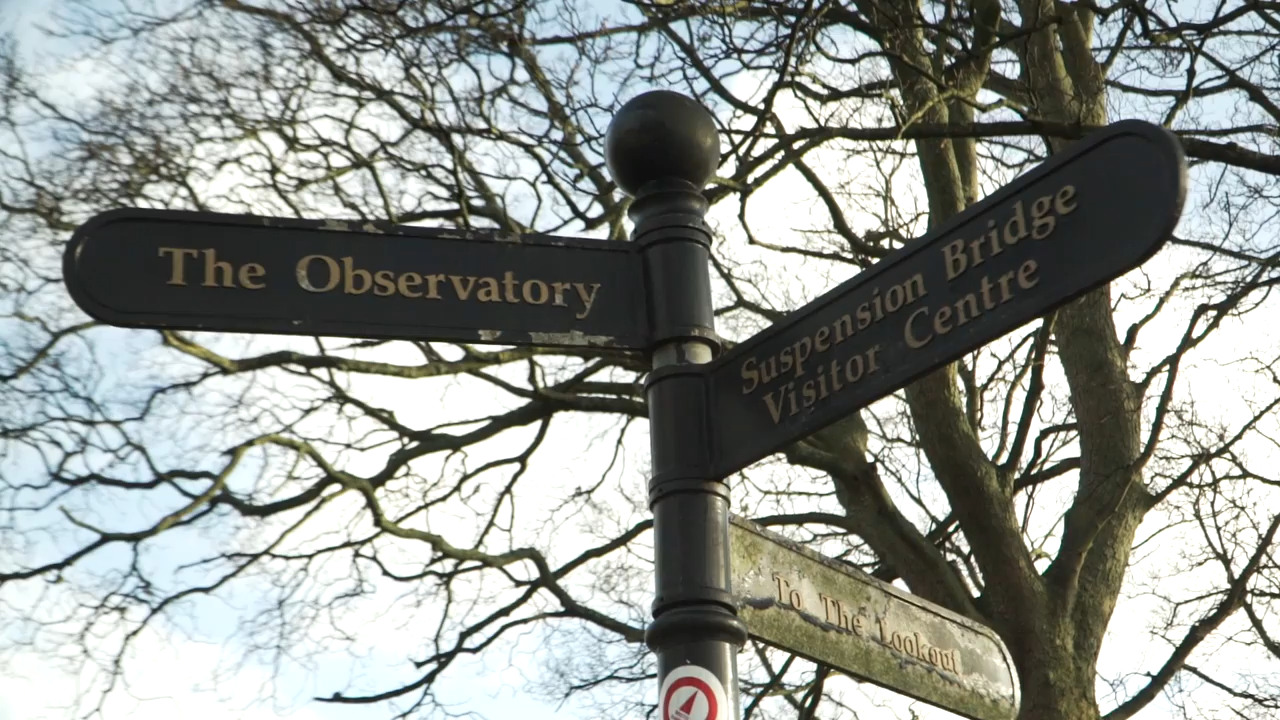 The Observatory
Suspension Bridge
Visitor Centre
To The Lookout